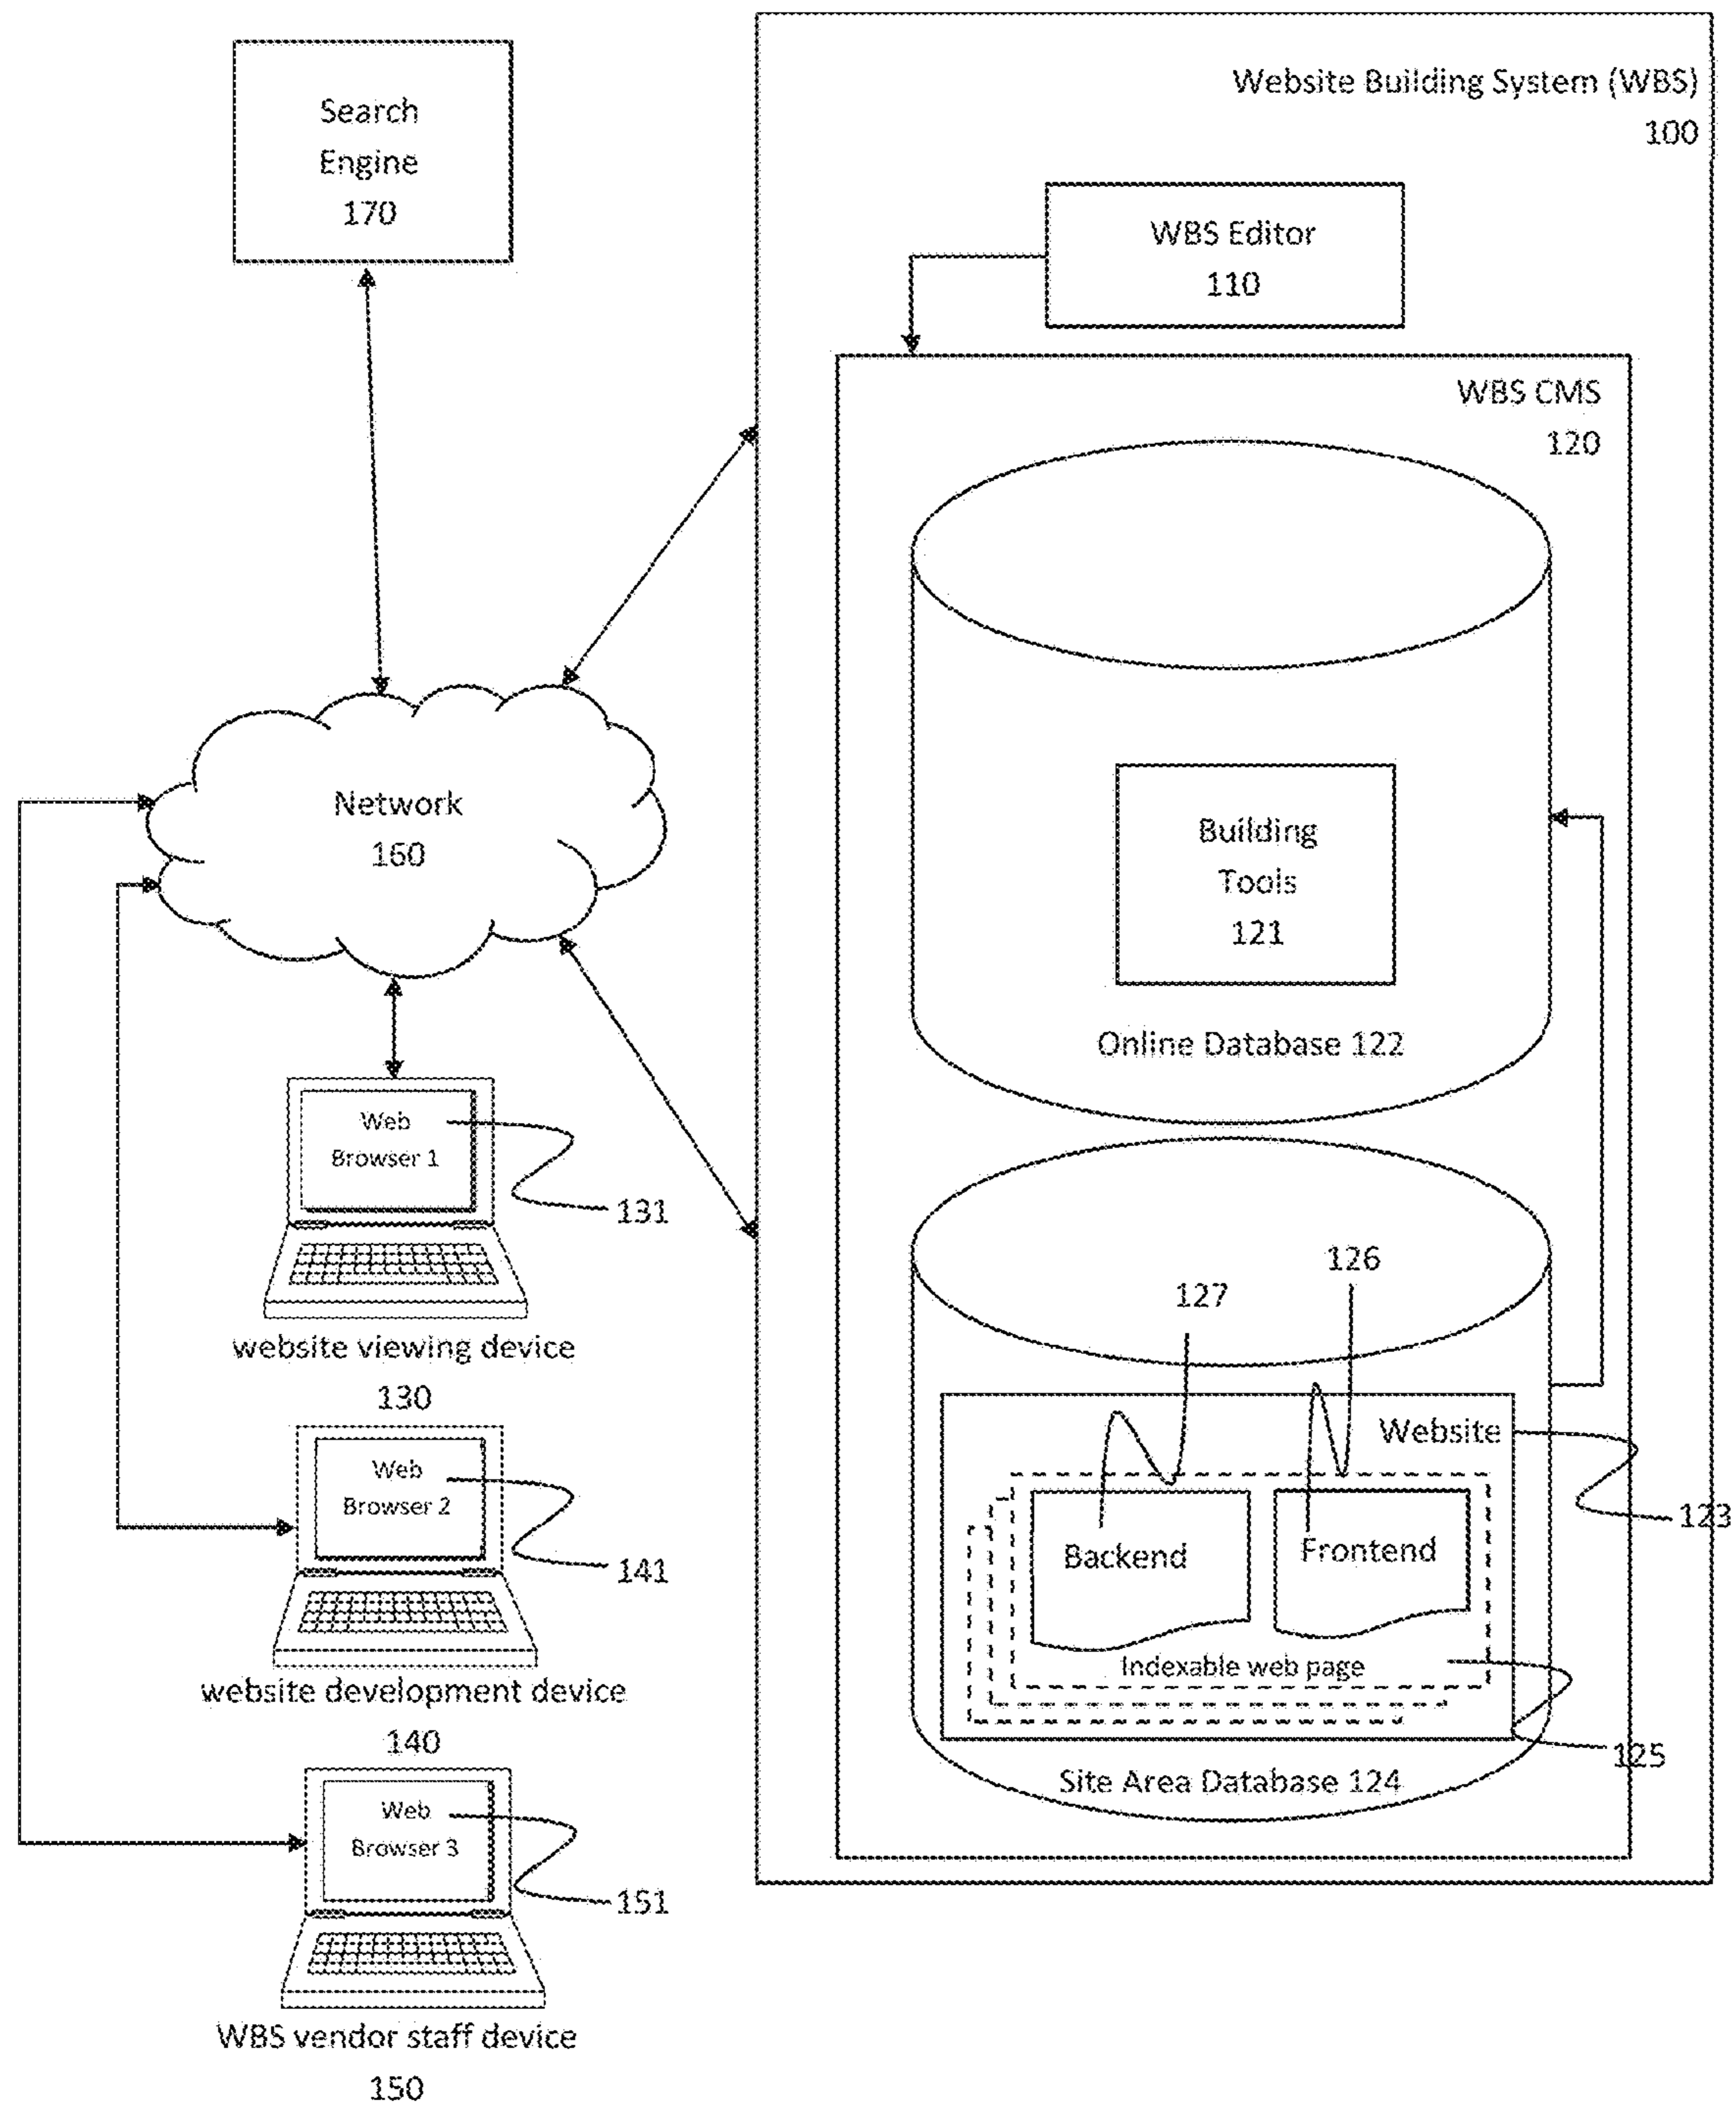 Search
Engine
170
Website Building System (WBS)
100
WBS Editor
110
WBS CMS
120
Network
160
Building
Tools
121
Online Database 122
Web
Browser 1
131
website viewing device
130
126
127
Website
123
Backend
Frontend
Indexable web page
125
Site Area Database 124
Web
Browser 2
141
website development device
140
Web
Browser 3
151
WBS vendor staff device
150